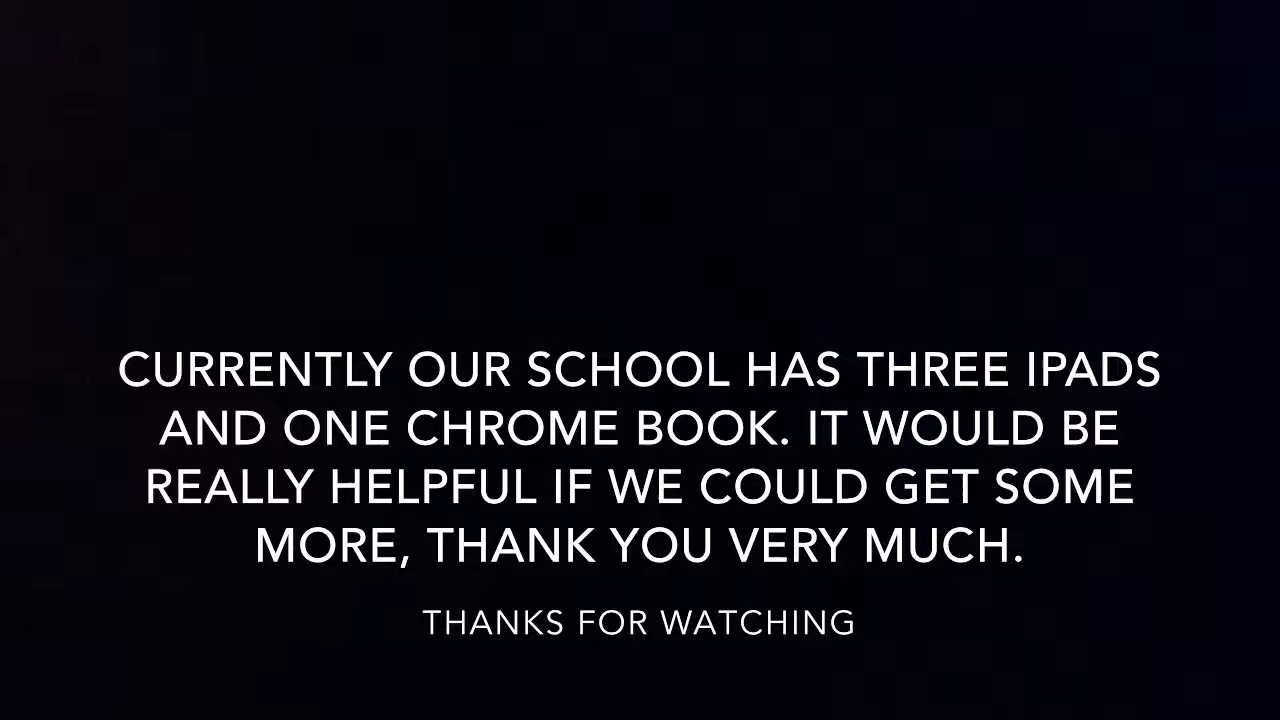 CURRENTLY OUR SCHOOL HAS THREE IPADS
AND ONE CHROME BOOK. IT WOULD BE
REALLY HELPFUL IF WE COULD GET SOME
MORE, THANK YOU VERY MUCH.
THANKS FOR WATCHING